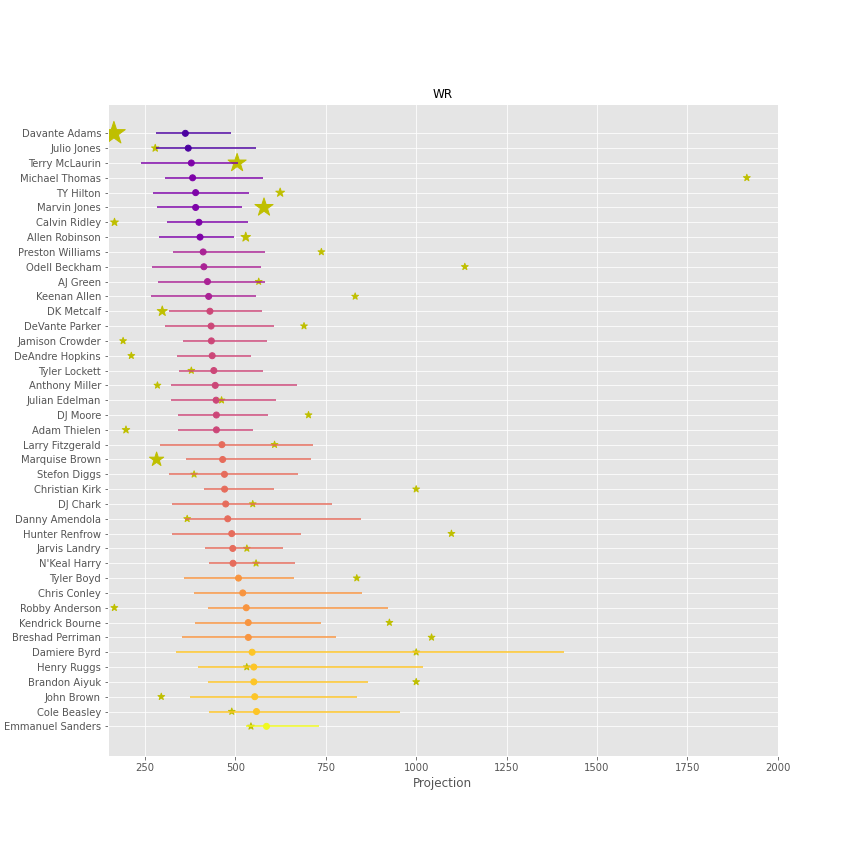 WR
Davante Adams
Julio Jones
Terry McLaurin
Michael Thomas
TY Hilton
Marvin Jones
Calvin Ridley
Allen Robinson
Preston Williams
Odell Beckham
AJ Green
Keenan Allen
DK Metcalf
DeVante Parker
Jamison Crowder
DeAndre Hopkins
Tyler Lockett
Anthony Miller
Julian Edelman
DJ Moore
Adam Thielen
Larry Fitzgerald
Marquise Brown
Stefon Diggs
Christian Kirk
DJ Chark
Danny Amendola
Hunter Renfrow
Jarvis Landry
N'Keal Harry
Tyler Boyd
Chris Conley
Robby Anderson
Kendrick Bourne
Breshad Perriman
Damiere Byrd
Henry Ruggs
Brandon Aiyuk
John Brown
Cole Beasley
Emmanuel Sanders
250 500 750 1000 1250 1500 1750 2000
Projection